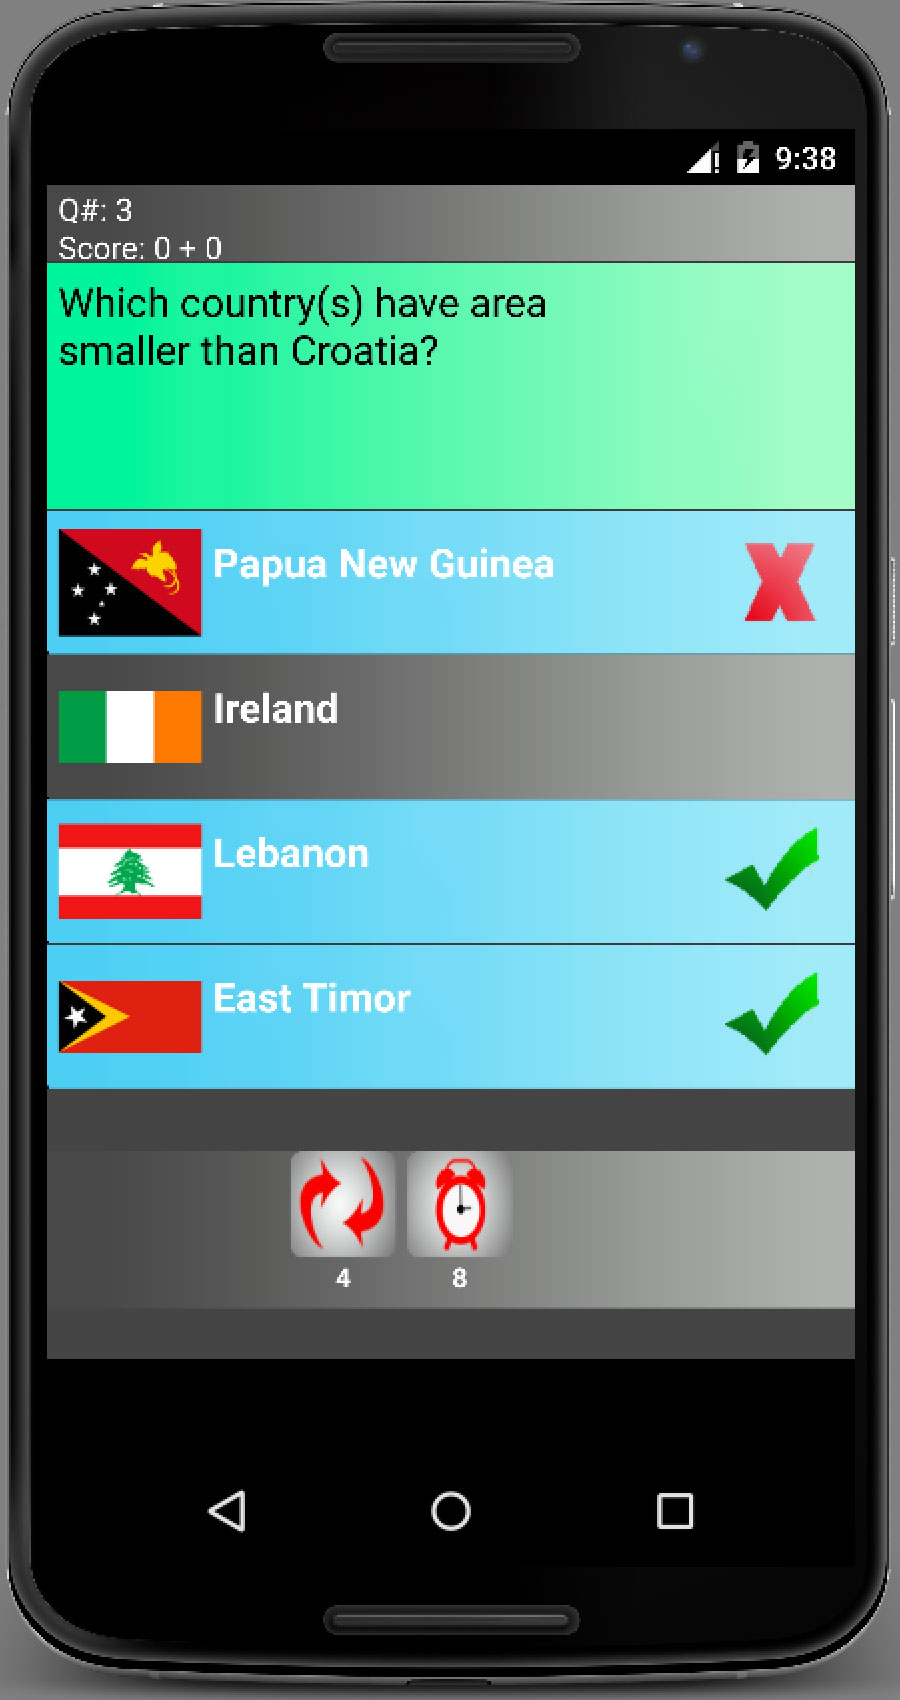 9:38
Q#: 3
Score: 0 + 0
Which country(s) have area
smaller than Croatia?
Papua New Guinea
Ireland
Lebanon
East Timor
4 8